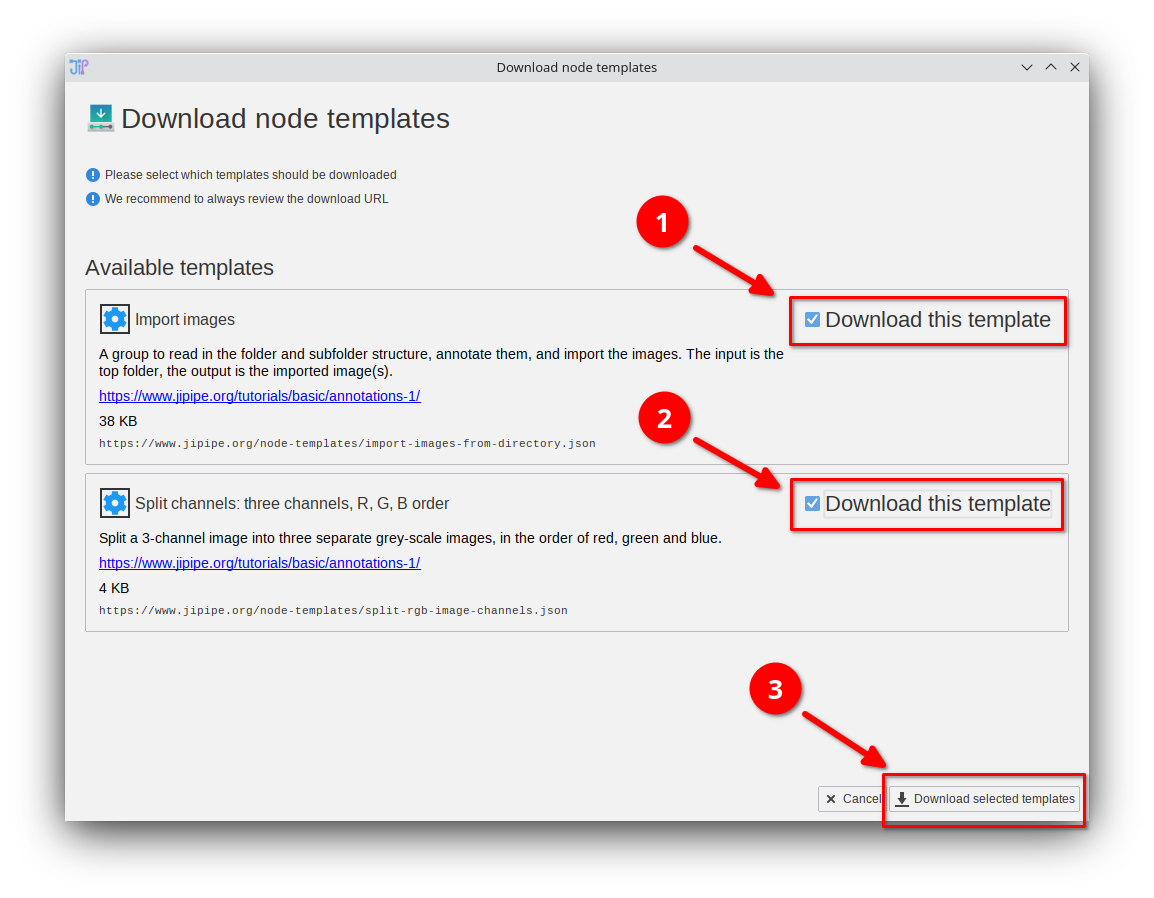 JIP
Download node templates
Download node templates
Please select which templates should be downloaded
We recommend to always review the download URL
1
Available templates
Import images
Download this template
A group to read in the folder and subfolder structure, annotate them, and import the images. The input is the
top folder, the output is the imported image(s).
https://www.jipipe.org/tutorials/basic/annotations-1/
38 KB
https://www.jipipe.org/node-templates/import-images-from-directory.json
2
Split channels: three channels, R, G, B order
Download this template
Split a 3-channel image into three separate grey-scale images, in the order of red, green and blue.
https://www.jipipe.org/tutorials/basic/annotations-1/
4 KB
https://www.jipipe.org/node-templates/split-rgb-image-channels.json
3
Cancel
Download selected templates